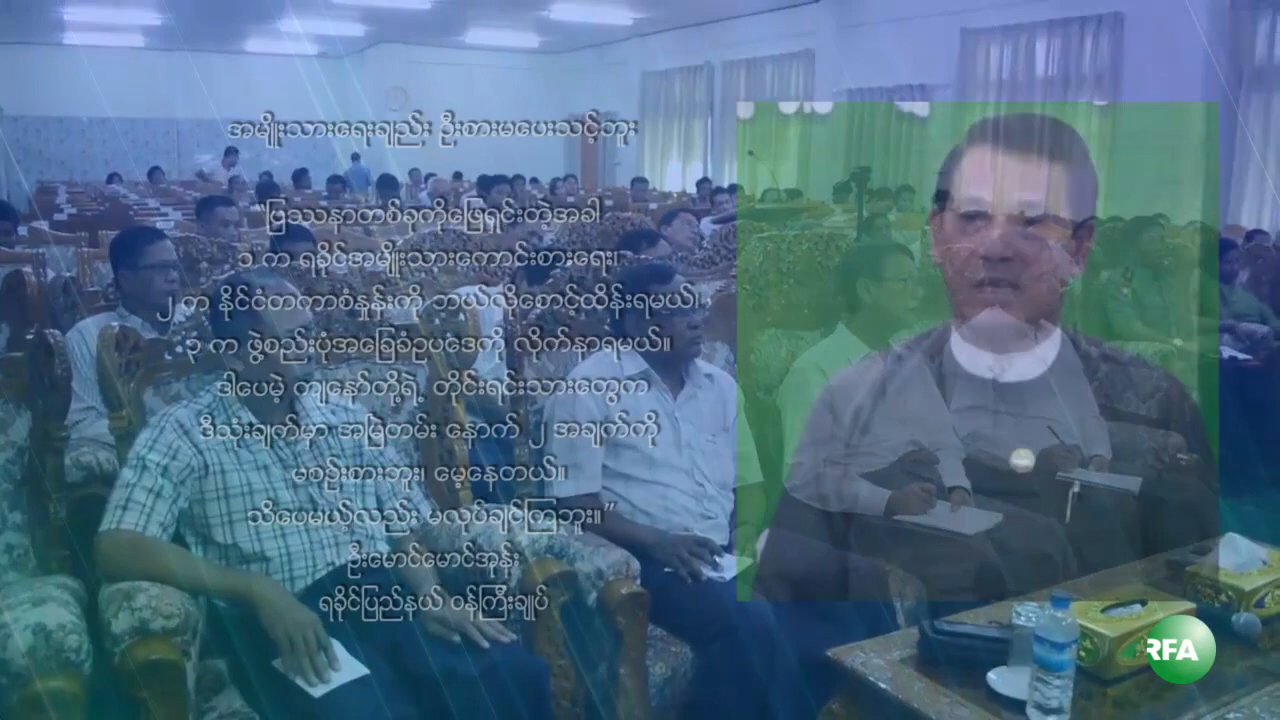 အမျိုးသားရေးချည်း ဦးစားမပေးသင့်ဘူး
“ပြဿနာတစ်ခုကိုဖြေရှင်းတဲ့အခါ
၁ က ရခိုင်အမျိုးသားကောင်းစားရေး၊
၂ က နိုင်ငံတကာစံနှုန်းကို ဘယ်လိုစောင့်ထိန်းရမယ်၊
၃ က ဖွဲ့စည်းပုံအခြေခံဥပဒေကို လိုက်နာရမယ်။
ဒါပေမဲ့ ကျနော်တို့ရဲ့ တိုင်းရင်းသားတွေက
ဒီသုံးချက်မှာ အမြဲတမ်း နောက် ၂ အချက်ကို
မစဉ်းစားဘူး၊ မေ့နေတယ်။
သိပေမယ့်လည်း မလုပ်ချင်ကြဘူး။”
ဦးမောင်မောင်အုန်း
ရခိုင်ပြည်နယ် ဝန်ကြီးချုပ်
RFA